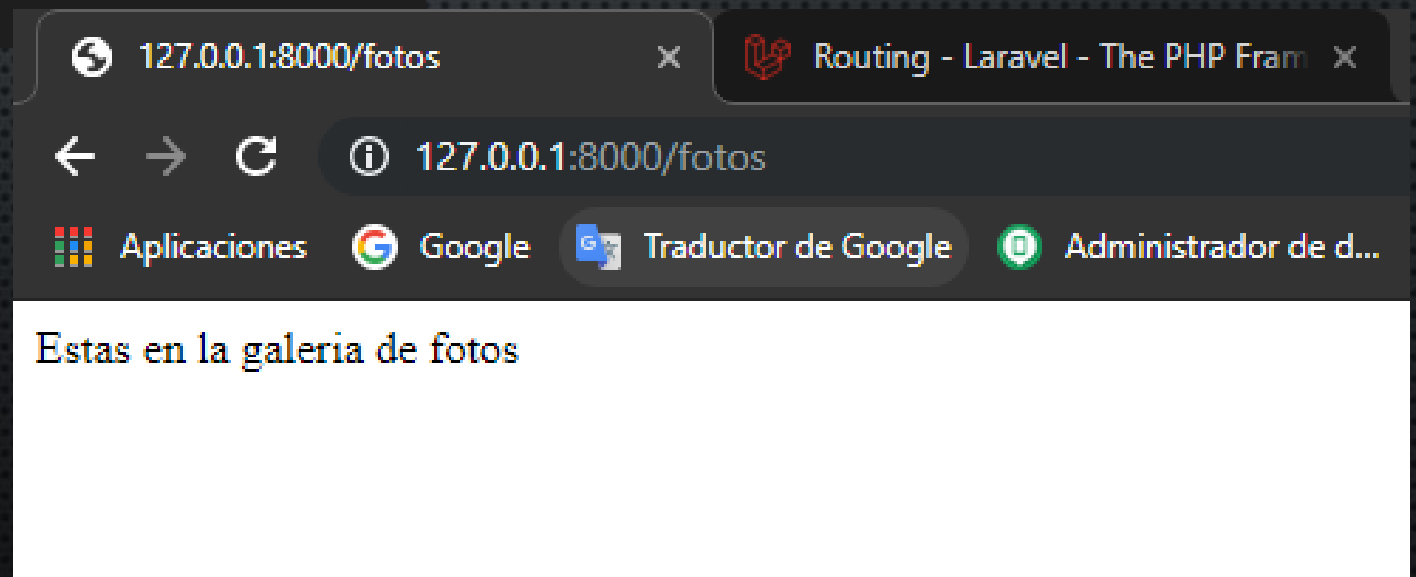 127.0.0.1:8000/fotos Routing - Laravel - The PHP Fram
127.0.0.1:8000/fotos
Aplicaciones Google Traductor de Google Administrador de d...
Estas en la galeria de fotos